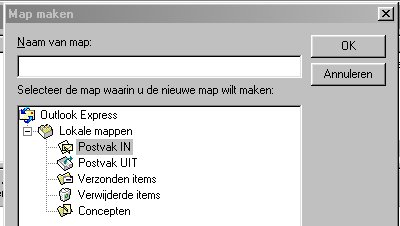 Map maken
Naam van map:
OK
Annuleren
Selecteer de map waarin u de nieuwe map wilt maken:
Outlook Express
Lokale mappen
Postvak IN
Postvak UIT
Verzonden items
Verwijderde items
Concepten